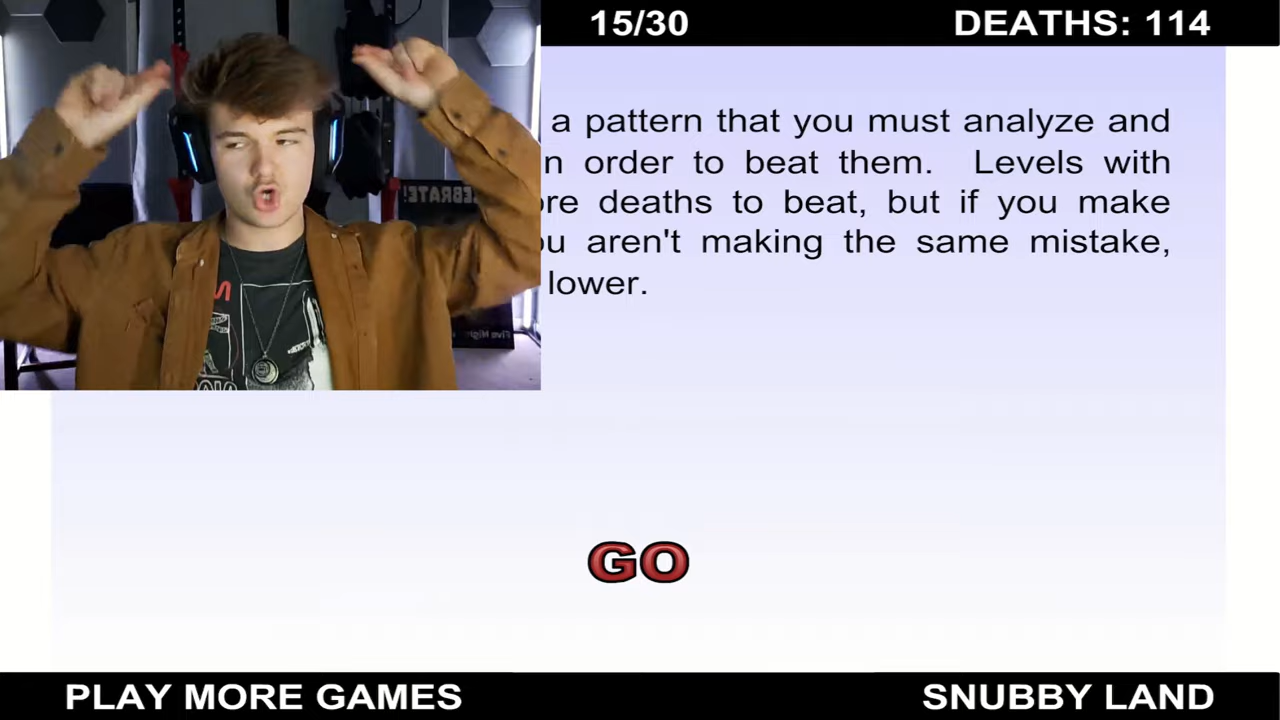 15/30 DEATHS: 114
a pattern that you must analyze and
order to beat them. Levels with
deaths to beat, but if you make
aren't making the same mistake,
lower.
GO
PLAY MORE GAMES SNUBBY LAND